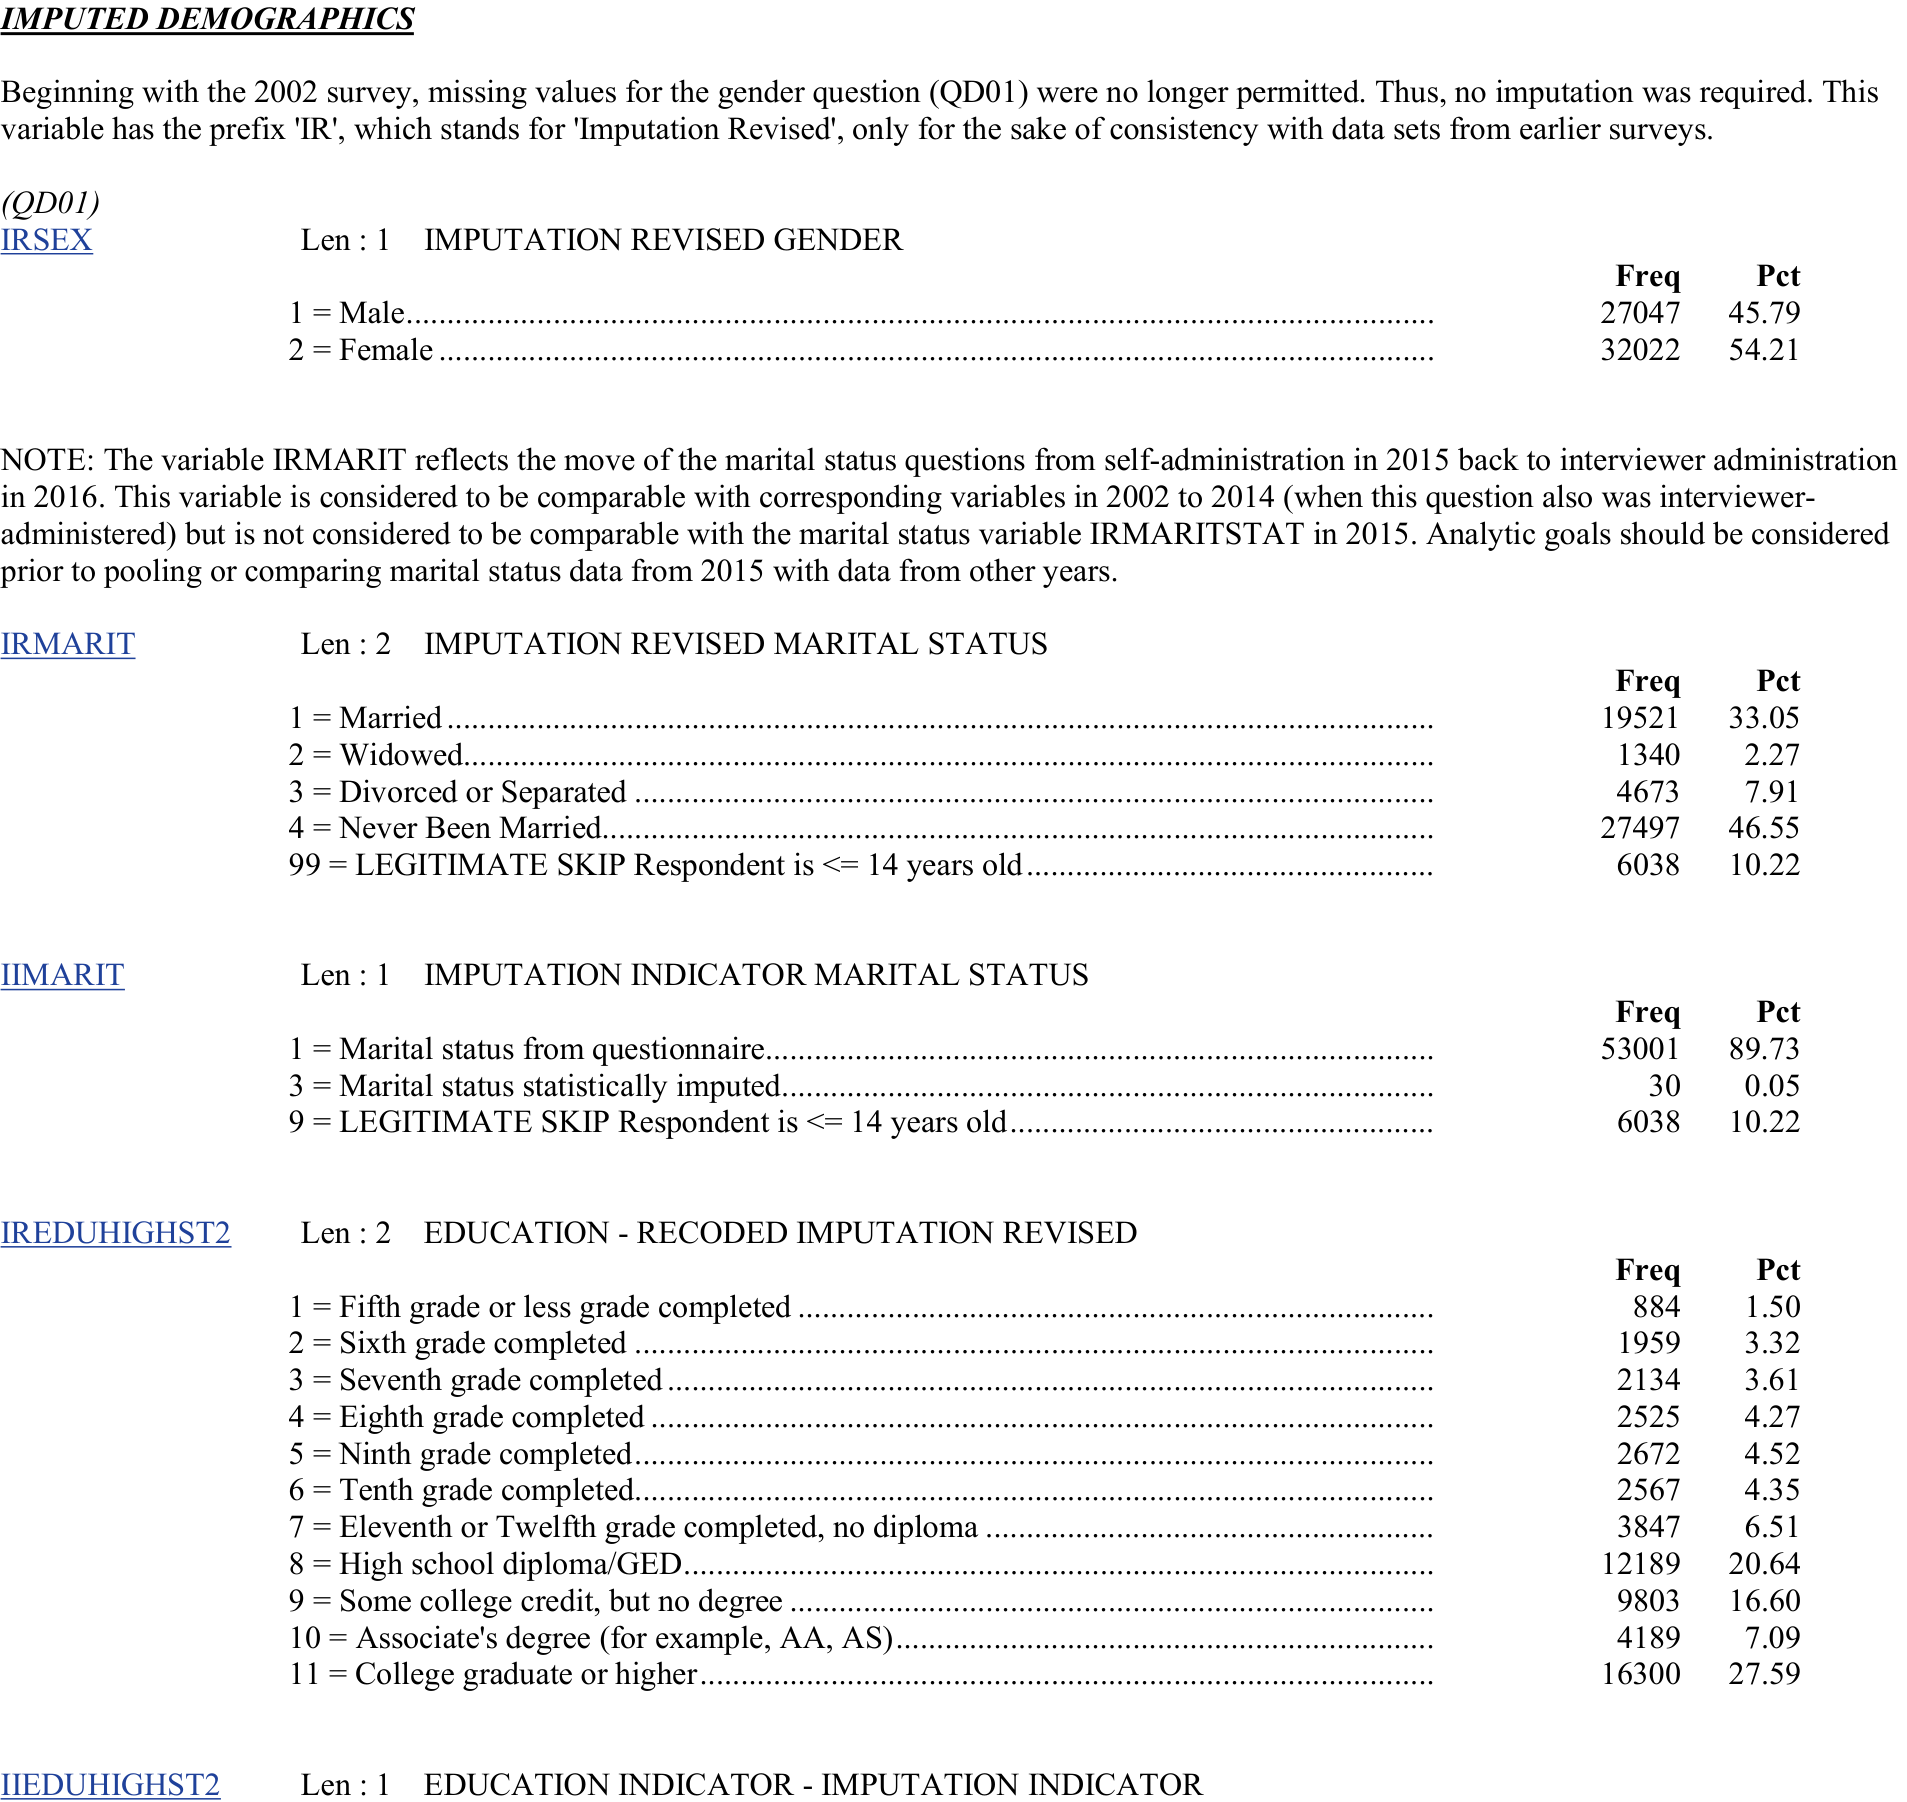 IMPUTED DEMOGRAPHICS
Beginning with the 2002 survey, missing values for the gender question (QD01) were no longer permitted. Thus, no imputation was required. This
variable has the prefix 'IR', which stands for 'Imputation Revised', only for the sake of consistency with data sets from earlier surveys.
(QD01)
IRSEX Len : 1 IMPUTATION REVISED GENDER
Freq Pct
1 = Male.......... 27047 45.79
2 = Female .......... 32022 54.21
NOTE: The variable IRMARIT reflects the move of the marital status questions from self-administration in 2015 back to interviewer administration
in 2016. This variable is considered to be comparable with corresponding variables in 2002 to 2014 (when this question also was interviewer-
administered) but is not considered to be comparable with the marital status variable IRMARITSTAT in 2015. Analytic goals should be considered
prior to pooling or comparing marital status data from 2015 with data from other years.
IRMARIT Len : 2 IMPUTATION REVISED MARITAL STATUS
Freq Pct
1 = Married .......... 19521 33.05
2 = Widowed.......... 1340 2.27
3 = Divorced or Separated .......... 4673 7.91
4 = Never Been Married.......... 27497 46.55
99 = LEGITIMATE SKIP Respondent is <= 14 years old .......... 6038 10.22
IIMARIT Len : 1 IMPUTATION INDICATOR MARITAL STATUS
Freq Pct
1 = Marital status from questionnaire.......... 53001 89.73
3 = Marital status statistically imputed.......... 30 0.05
9 = LEGITIMATE SKIP Respondent is <= 14 years old .......... 6038 10.22
IREDUHIGHST2 Len : 2 EDUCATION - RECODED IMPUTATION REVISED
Freq Pct
1 = Fifth grade or less grade completed .......... 884 1.50
2 = Sixth grade completed .......... 1959 3.32
3 = Seventh grade completed .......... 2134 3.61
4 = Eighth grade completed .......... 2525 4.27
5 = Ninth grade completed.......... 2672 4.52
6 = Tenth grade completed.......... 2567 4.35
7 = Eleventh or Twelfth grade completed, no diploma .......... 3847 6.51
8 = High school diploma/GED.......... 12189 20.64
9 = Some college credit, but no degree .......... 9803 16.60
10 = Associate's degree (for example, AA, AS).......... 4189 7.09
11 = College graduate or higher.......... 16300 27.59
IIEDUHIGHST2 Len : 1 EDUCATION INDICATOR - IMPUTATION INDICATOR